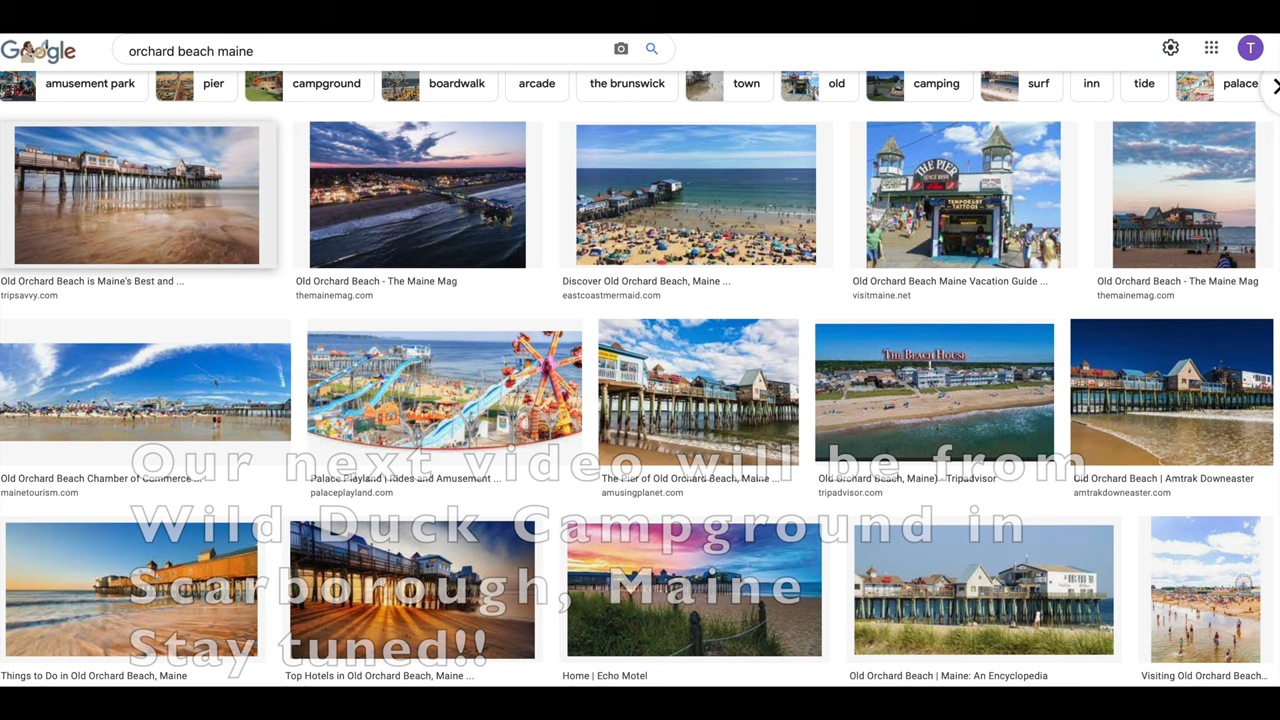 Google
orchard beach maine
T
amusement park
pier
campground
boardwalk
arcade
the brunswick
town
old
camping
surf
inn
tide
palace
THE PIER
TEMPORARY
TATTOOS
Old Orchard Beach is Maine's Best and ...
tripsavvy.com
Old Orchard Beach - The Maine Mag
themainemag.com
Discover Old Orchard Beach, Maine ...
eastcoastmermaid.com
Old Orchard Beach Maine Vacation Guide ...
visitmaine.net
Old Orchard Beach - The Maine Mag
themainemag.com
THE BEACH HOUSE
Old Orchard Beach Chamber of Commerce ...
mainetourism.com
Palace Playland | Rides and Amusement ...
palaceplayland.com
The Pier of Old Orchard Beach, Maine ...
amusingplanet.com
Old Orchard Beach, Maine) - Tripadvisor
tripadvisor.com
Old Orchard Beach | Amtrak Downeaster
amtrakdowneaster.com
Our next video will be from
Wild Duck Campground in
Scarborough, Maine
Stay tuned!!
Things to Do in Old Orchard Beach, Maine
Top Hotels in Old Orchard Beach, Maine ...
Home | Echo Motel
Old Orchard Beach | Maine: An Encyclopedia
Visiting Old Orchard Beach...